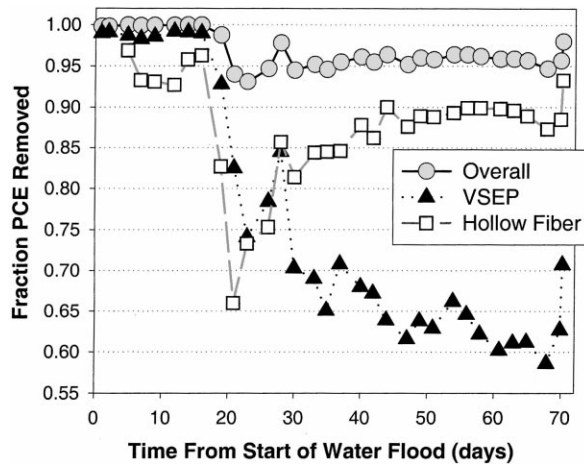 Fraction PCE Removed
1.00
0.95
0.90
0.85
0.80
0.75
0.70
0.65
0.60
0.55
Overall
VSEP
Hollow Fiber
0 10 20 30 40 50 60 70
Time From Start of Water Flood (days)